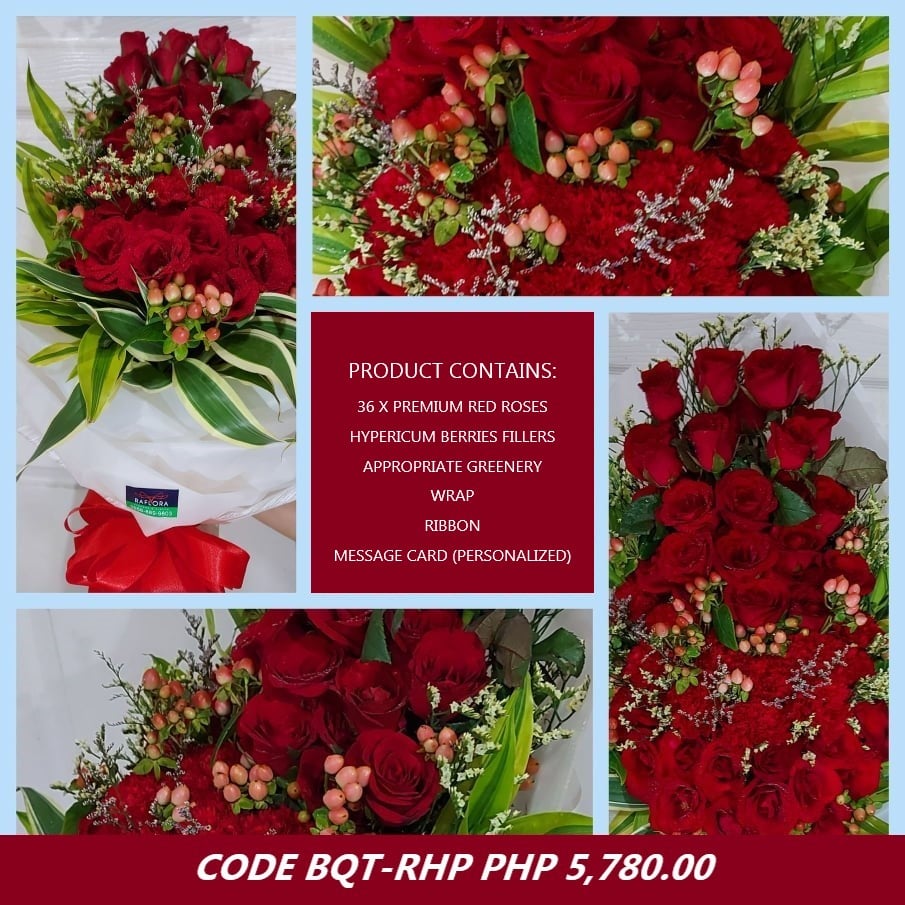 PRODUCT CONTAINS:
36 X PREMIUM RED ROSES
HYPERICUM BERRIES FILLERS
APPROPRIATE GREENERY
WRAP
RIBBON
MESSAGE CARD (PERSONALIZED)
RAFLORA
CODE BQT-RHP PHP 5,780.00